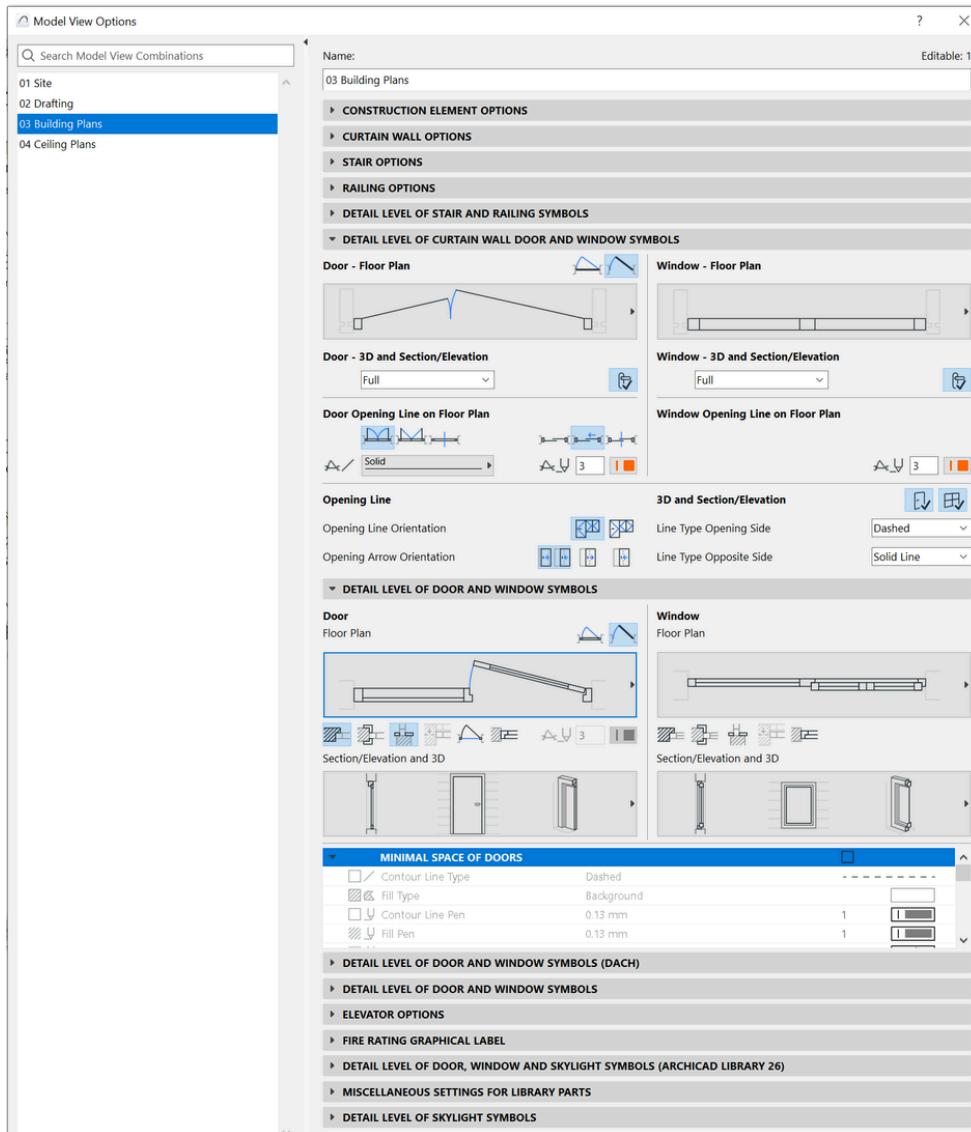 Model View Options
?
Search Model View Combinations
01 Site
02 Drafting
03 Building Plans
04 Ceiling Plans
Name:
Editable: 1
03 Building Plans
CONSTRUCTION ELEMENT OPTIONS
CURTAIN WALL OPTIONS
STAIR OPTIONS
RAILING OPTIONS
DETAIL LEVEL OF STAIR AND RAILING SYMBOLS
DETAIL LEVEL OF CURTAIN WALL DOOR AND WINDOW SYMBOLS
Door - Floor Plan
Window - Floor Plan
Door - 3D and Section/Elevation
Window - 3D and Section/Elevation
Full
Full
Door Opening Line on Floor Plan
Window Opening Line on Floor Plan
Solid
3
3
Opening Line
3D and Section/Elevation
Opening Line Orientation
Line Type Opening Side
Dashed
Opening Arrow Orientation
Line Type Opposite Side
Solid Line
DETAIL LEVEL OF DOOR AND WINDOW SYMBOLS
Door
Window
Floor Plan
Floor Plan
3
Section/Elevation and 3D
Section/Elevation and 3D
MINIMAL SPACE OF DOORS
Contour Line Type Dashed
Fill Type Background
Contour Line Pen 0.13 mm 1
Fill Pen 0.13 mm 1
DETAIL LEVEL OF DOOR AND WINDOW SYMBOLS (DACH)
DETAIL LEVEL OF DOOR AND WINDOW SYMBOLS
ELEVATOR OPTIONS
FIRE RATING GRAPHICAL LABEL
DETAIL LEVEL OF DOOR, WINDOW AND SKYLIGHT SYMBOLS (ARCHICAD LIBRARY 26)
MISCELLANEOUS SETTINGS FOR LIBRARY PARTS
DETAIL LEVEL OF SKYLIGHT SYMBOLS